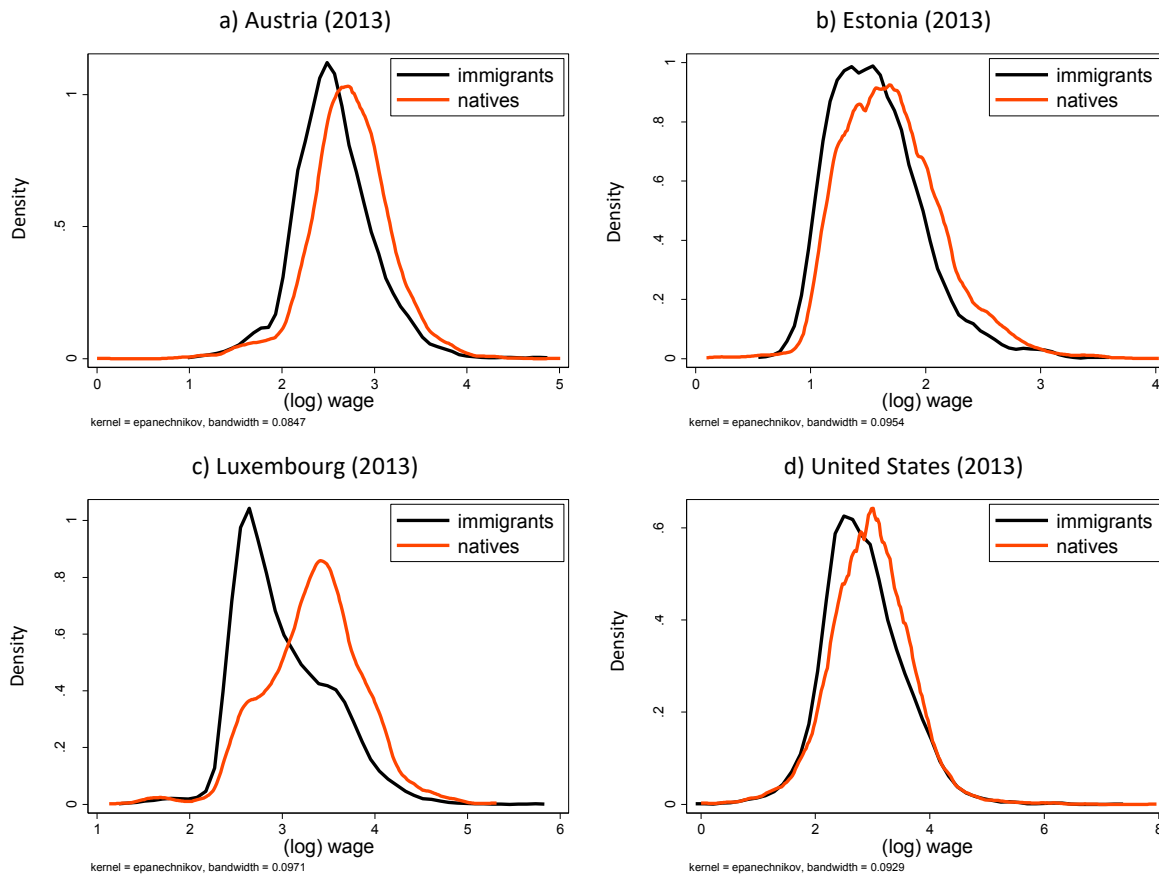 a) Austria (2013)
immigrants
natives
Density
0
.5
1
0 1 2 3 4 5
(log) wage
kernel = epanechnikov, bandwidth = 0.0847
b) Estonia (2013)
immigrants
natives
Density
0
.2
.4
.6
.8
1
0 1 2 3 4
(log) wage
kernel = epanechnikov, bandwidth = 0.0954
c) Luxembourg (2013)
immigrants
natives
Density
0
.2
.4
.6
.8
1
1 2 3 4 5 6
(log) wage
kernel = epanechnikov, bandwidth = 0.0971
d) United States (2013)
immigrants
natives
Density
0
.2
.4
.6
0 2 4 6 8
(log) wage
kernel = epanechnikov, bandwidth = 0.0929